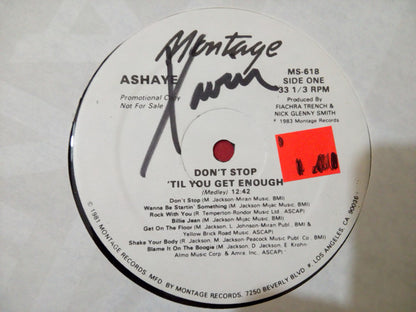 Montage
ASHAYE
MS-618
SIDE ONE
33 1/3 RPM
Promotional Copy
Not For Sale
Produced By
FIACHRA TRENCH &
NICK GLENNY SMITH
℗ 1983 Montage Records
DON'T STOP
'TIL YOU GET ENOUGH
(Medley) 12:42
Don't Stop (M. Jackson-Miran Music. BMI)
Wanna Be Startin' Something (M. Jackson-Mijac Music. BMI)
Rock With You (R. Temperton-Rondor Music Ltd. ASCAP)
Billie Jean (M. Jackson-Mijac Music. BMI)
Get On The Floor (M. Jackson, L. Johnson-Miran Publ. BMI &
Yellow Brick Road Music. ASCAP)
Shake Your Body (R. Jackson, M. Jackson-Peacock Music Publ Co. BMI)
Blame It On The Boogie (M. Jackson, D. Jackson, E. Krohn
Almo Music Corp & Amra Inc. ASCAP)
© 1981 MONTAGE RECORDS. MFD. BY MONTAGE RECORDS. 7250 BEVERLY BLVD. * LOS ANGELES, CA. 90036